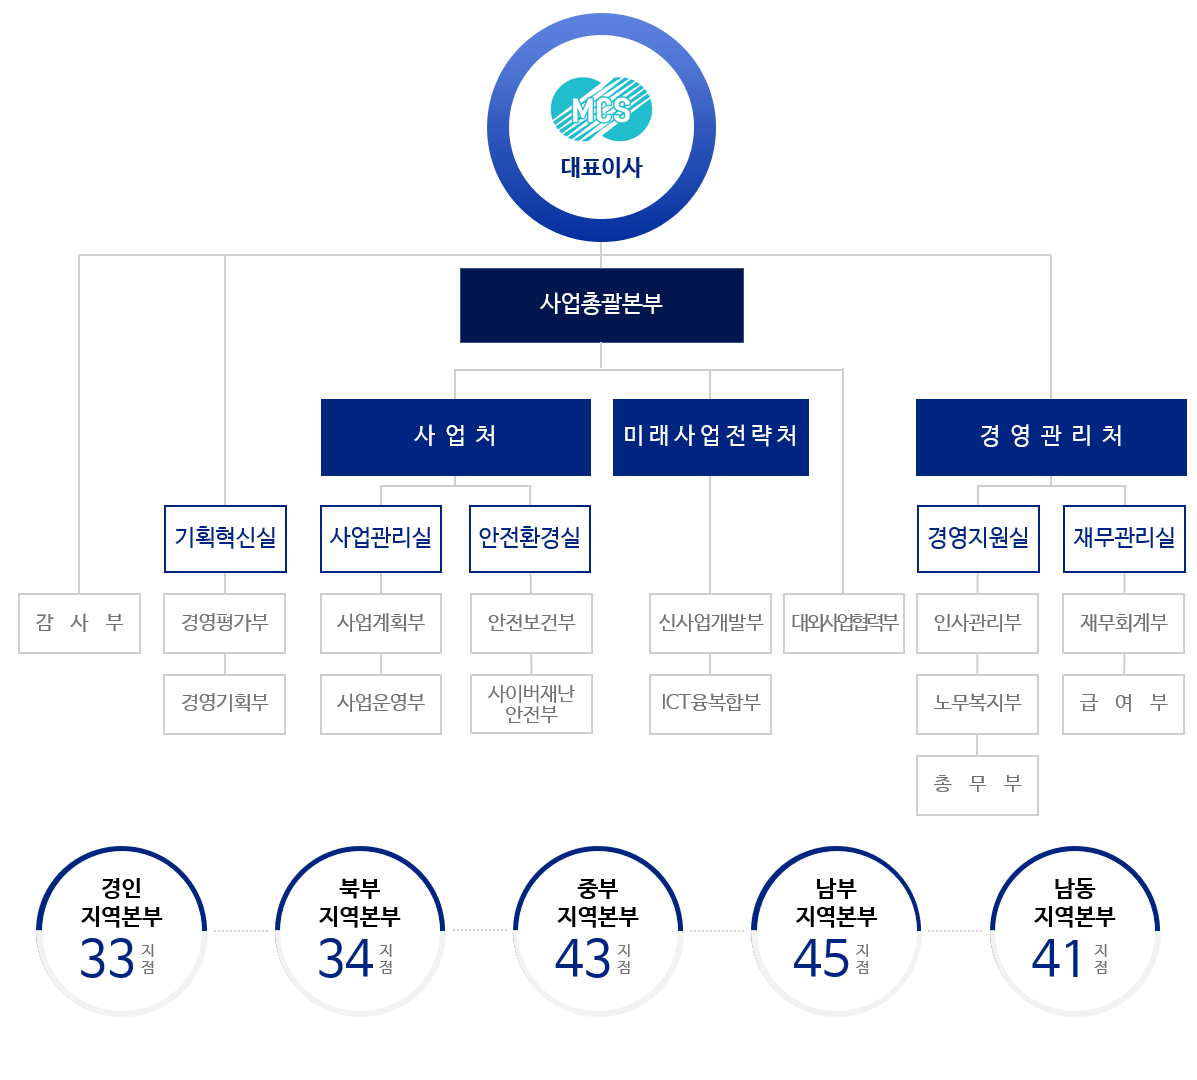 MCS
대표이사
사업총괄본부
사 업 처
미래사업전략처
경 영 관 리 처
기획혁신실
사업관리실
안전환경실
경영지원실
재무관리실
감 사 부
경영평가부
사업계획부
안전보건부
신사업개발부
대외사업협력부
인사관리부
재무회계부
경영기획부
사업운영부
사이버재난
안전부
ICT융복합부
노무복지부
급 여 부
총 무 부
경인
지역본부
33 지점
북부
지역본부
34 지점
중부
지역본부
43 지점
남부
지역본부
45 지점
남동
지역본부
41 지점